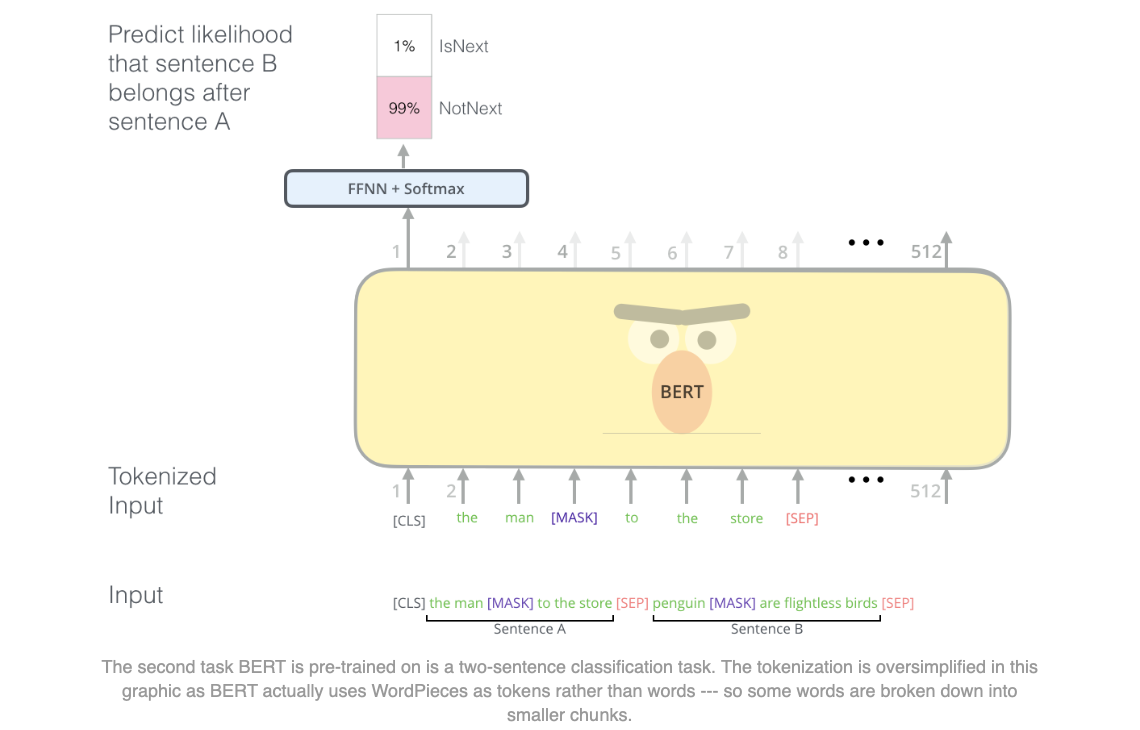 Predict likelihood
that sentence B
belongs after
sentence A
1% IsNext
99% NotNext
FFNN + Softmax
1 2 3 4 5 6 7 8 ••• 512
BERT
Tokenized
Input
1 2 ••• 512
[CLS] the man [MASK] to the store [SEP]
Input
[CLS] the man [MASK] to the store [SEP] penguin [MASK] are flightless birds [SEP]
Sentence A Sentence B
The second task BERT is pre-trained on is a two-sentence classification task. The tokenization is oversimplified in this
graphic as BERT actually uses WordPieces as tokens rather than words --- so some words are broken down into
smaller chunks.